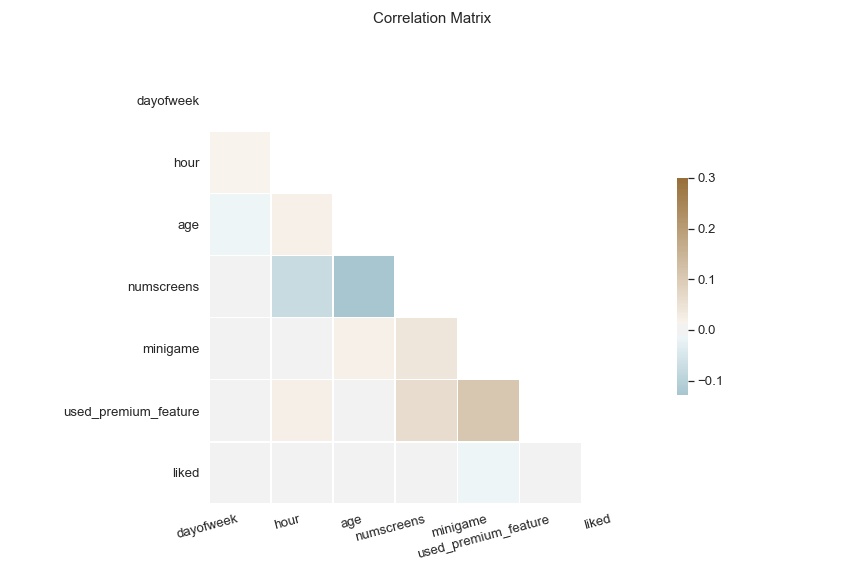 Correlation Matrix
dayofweek
hour
age
numscreens
minigame
used_premium_feature
liked
dayofweek
hour
age
numscreens
minigame
used_premium_feature
liked
0.3
0.2
0.1
0.0
−0.1